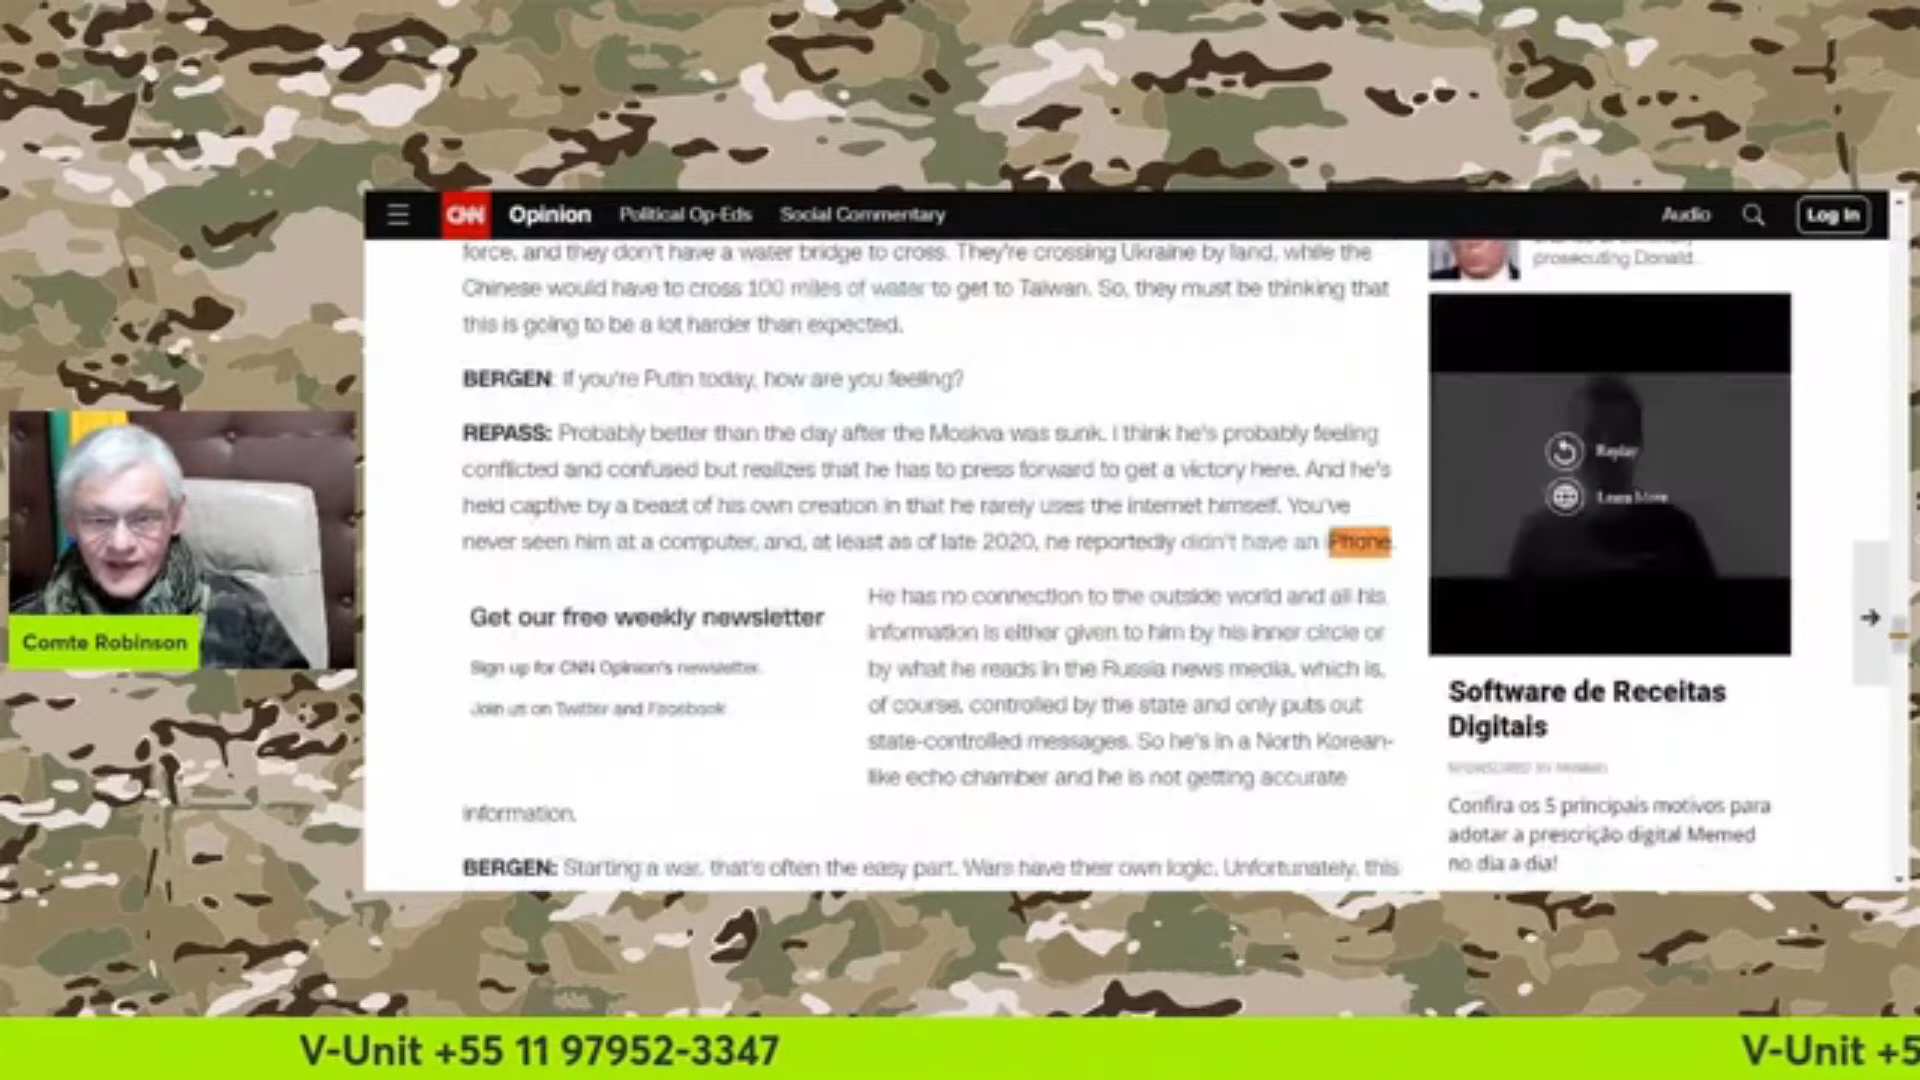 CNN Opinion Political Op-Eds Social Commentary Audio Log In
force, and they don't have a water bridge to cross. They're crossing Ukraine by land, while the
Chinese would have to cross 100 miles of water to get to Taiwan. So, they must be thinking that
this is going to be a lot harder than expected.
BERGEN: If you're Putin today, how are you feeling?
REPASS: Probably better than the day after the Moskva was sunk. I think he's probably feeling
conflicted and confused but realizes that he has to press forward to get a victory here. And he's
held captive by a beast of his own creation in that he rarely uses the internet himself. You've
never seen him at a computer, and, at least as of late 2020, he reportedly didn't have an iPhone.
Get our free weekly newsletter
Sign up for CNN Opinion's newsletter.
Join us on Twitter and Facebook
He has no connection to the outside world and all his
information is either given to him by his inner circle or
by what he reads in the Russia news media, which is,
of course, controlled by the state and only puts out
state-controlled messages. So he's in a North Korean-
like echo chamber and he is not getting accurate
information.
BERGEN: Starting a war, that's often the easy part. Wars have their own logic. Unfortunately, this
prosecuting Donald...
Replay
Learn More
Software de Receitas
Digitais
Confira os 5 principais motivos para
adotar a prescrição digital Memed
no dia a dia!
Comte Robinson
V-Unit +55 11 97952-3347
V-Unit +5